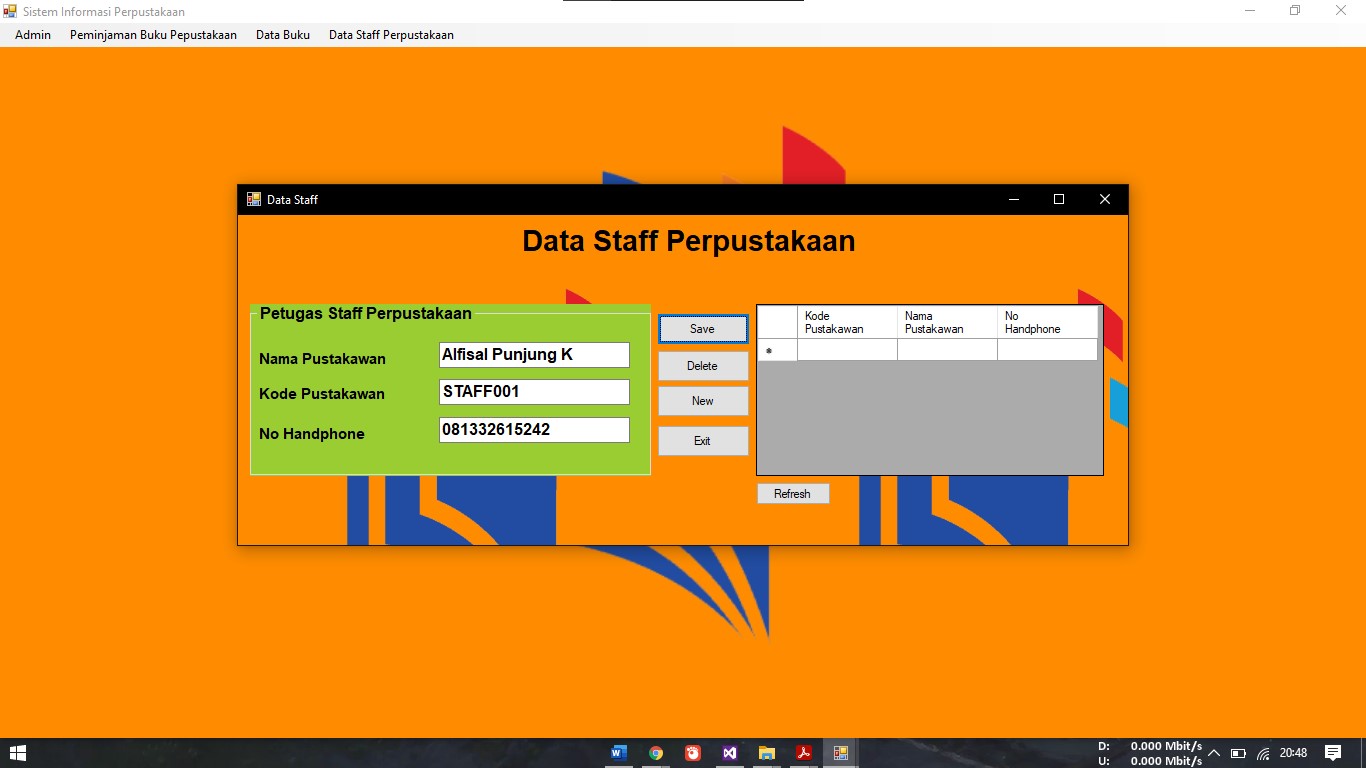 Sistem Informasi Perpustakaan
Admin Peminjaman Buku Pepustakaan Data Buku Data Staff Perpustakaan
Data Staff
Data Staff Perpustakaan
Petugas Staff Perpustakaan
Nama Pustakawan Alfisal Punjung K
Kode Pustakawan STAFF001
No Handphone 081332615242
Save
Delete
New
Exit
Kode Pustakawan
Nama Pustakawan
No Handphone
Refresh
D: 0.000 Mbit/s
U: 0.000 Mbit/s
20:48